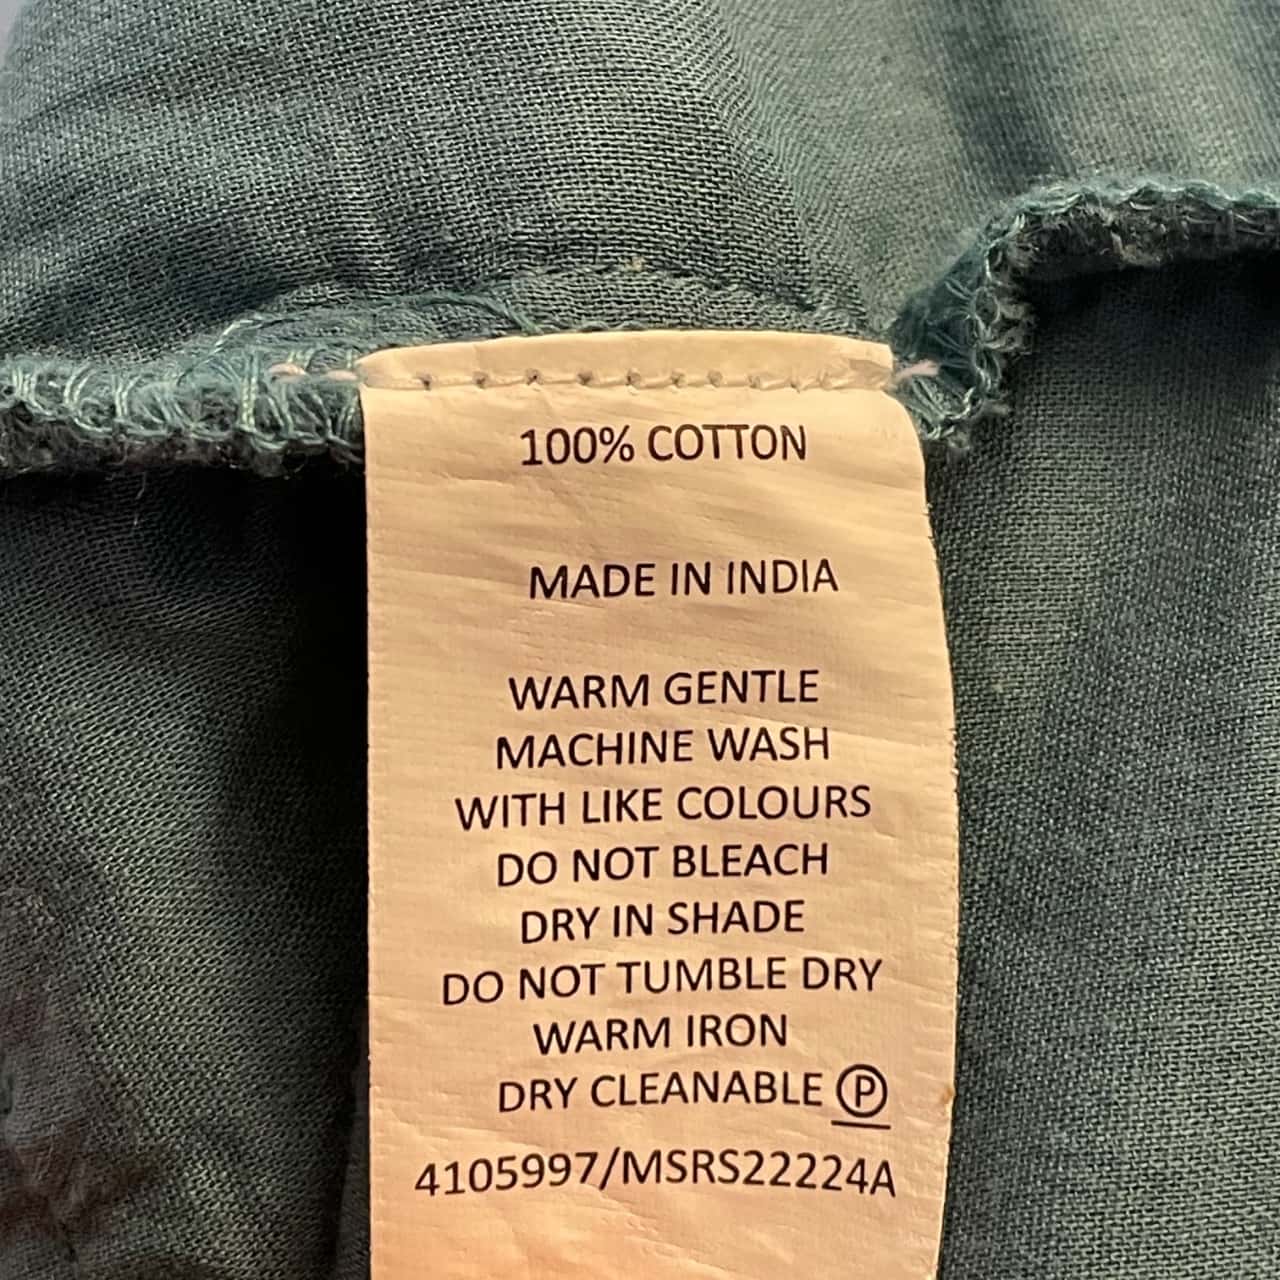 100% COTTON
MADE IN INDIA
WARM GENTLE
MACHINE WASH
WITH LIKE COLOURS
DO NOT BLEACH
DRY IN SHADE
DO NOT TUMBLE DRY
WARM IRON
DRY CLEANABLE Ⓟ
4105997/MSRS22224A